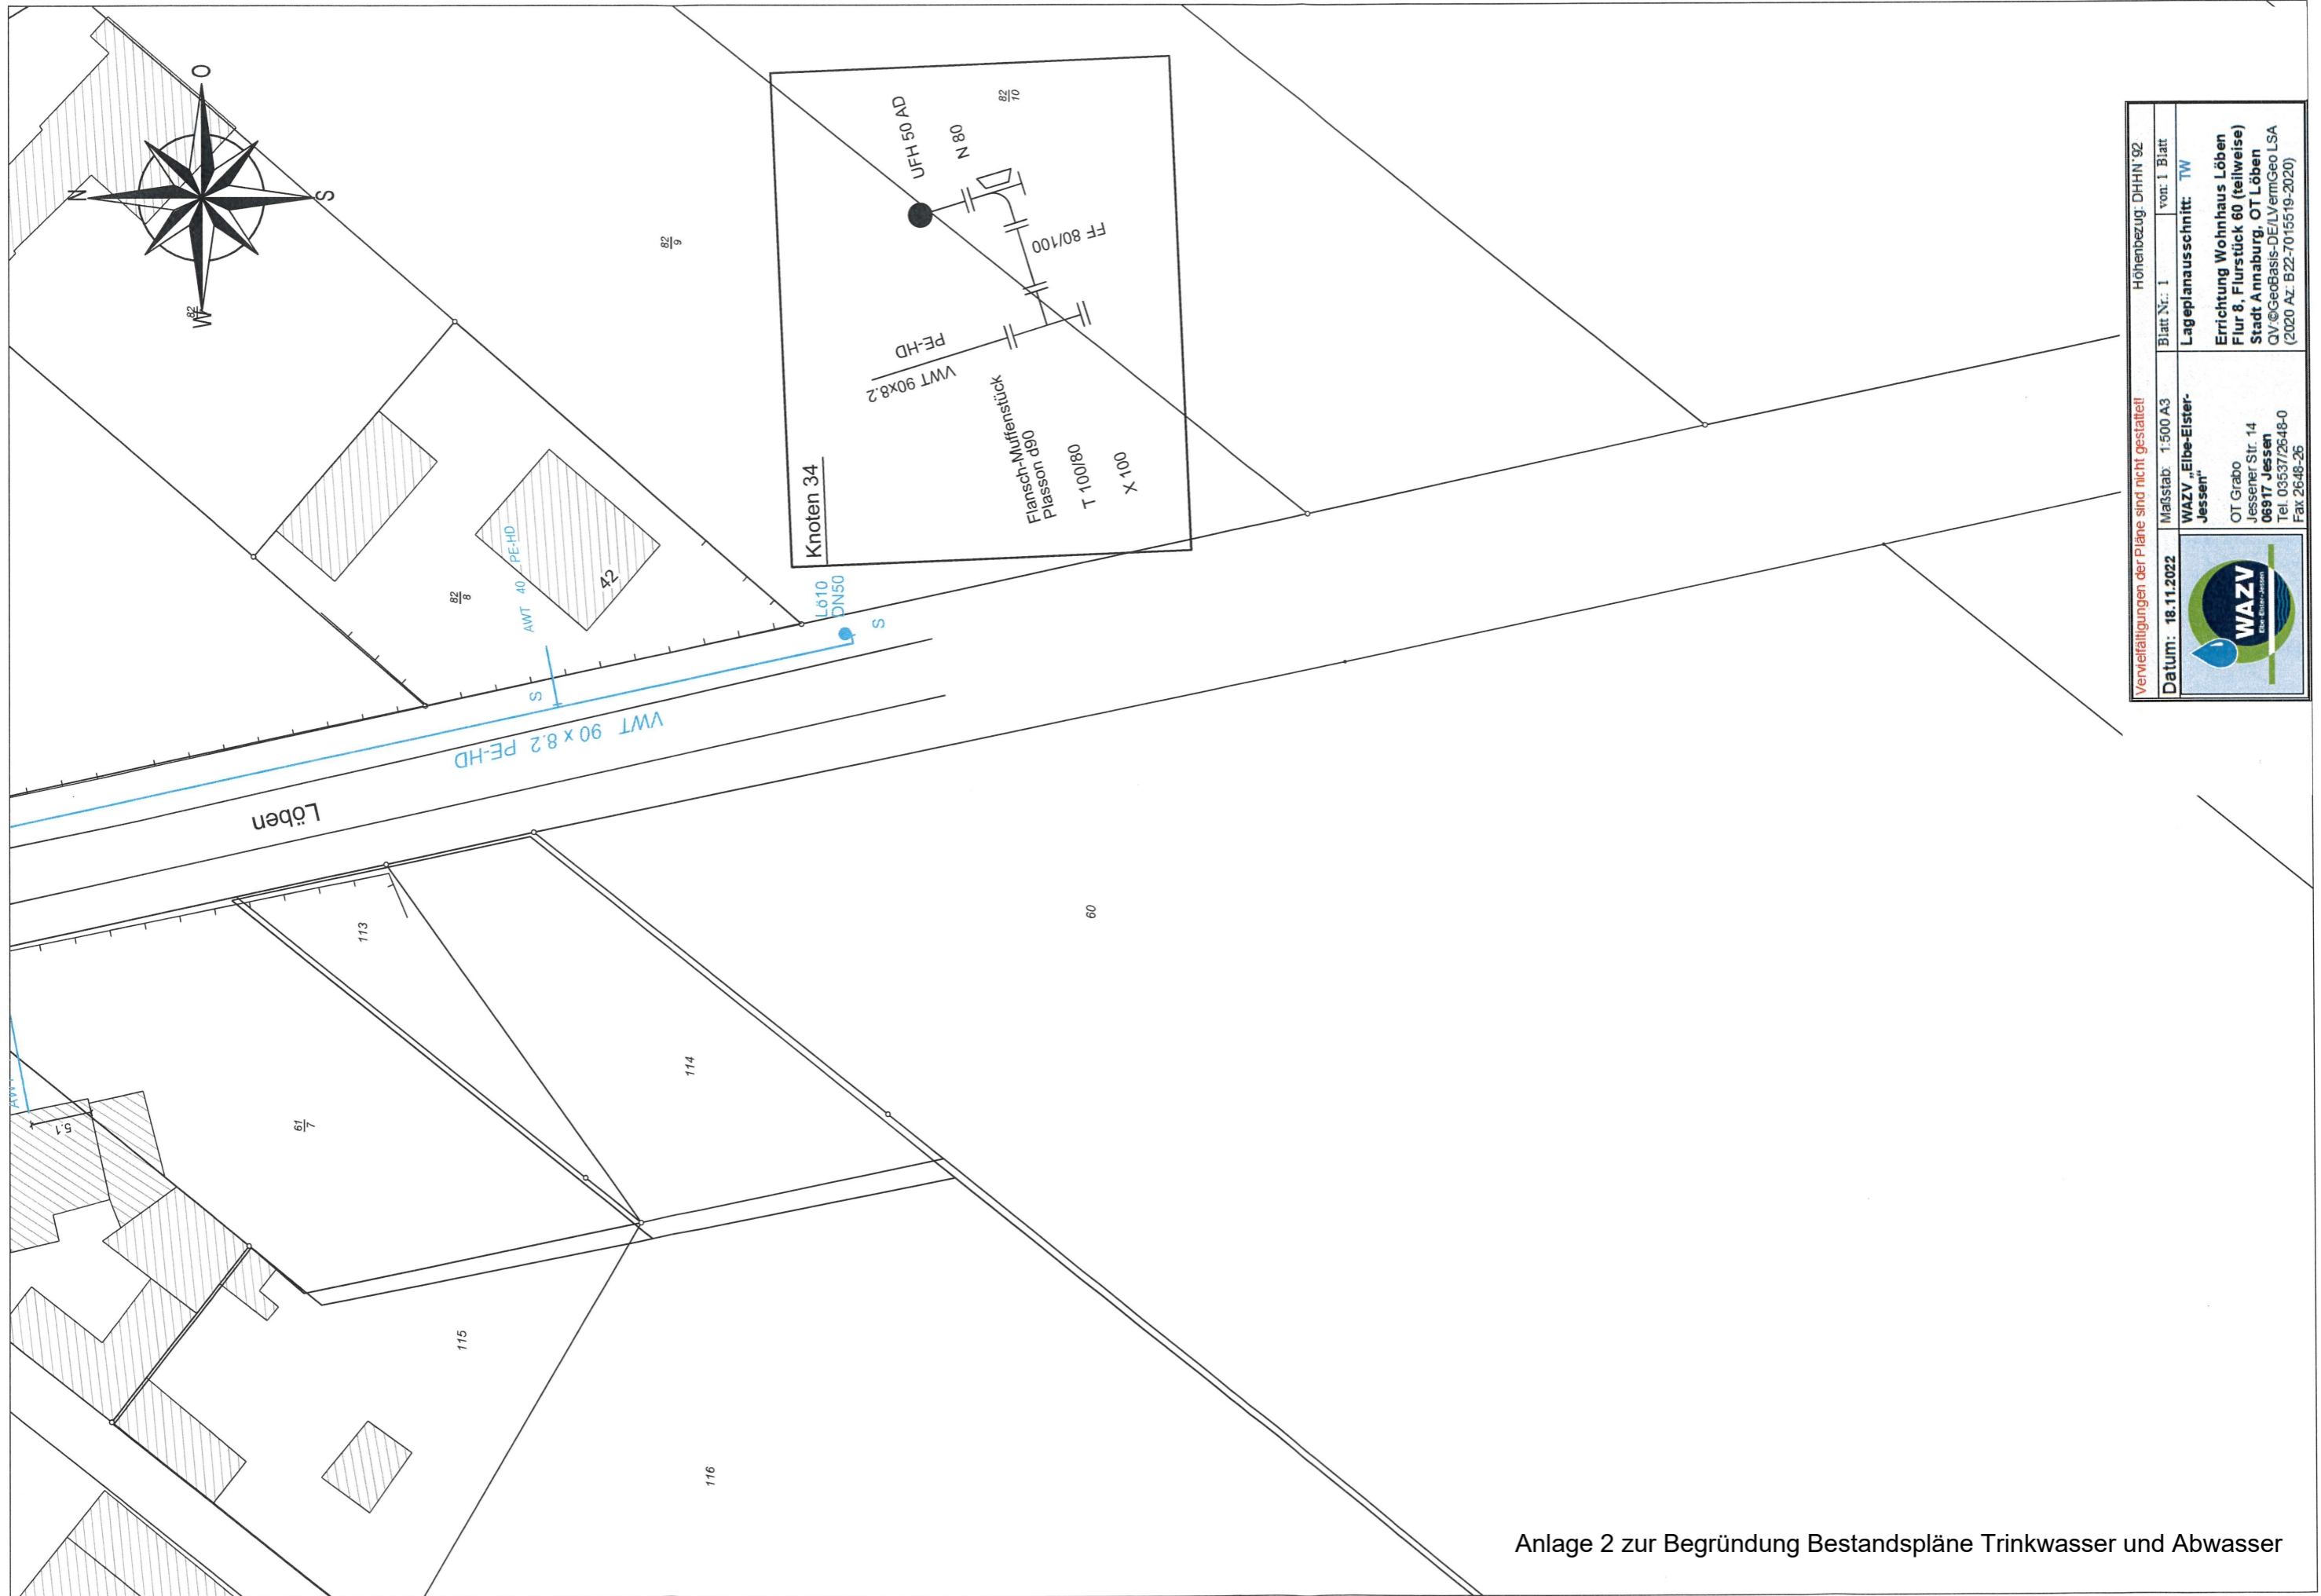 N
O
S
W
82
82
9
82
10
82
8
42
AWT 40 PE-HD
S
Lö10
DN50
S
VWT 90 x 8.2 PE-HD
Löben
113
114
60
61
7
5.1
115
116
Knoten 34
UFH 50 AD
N 80
FF 80/100
PE-HD
VWT 90x8.2
Flansch-Muffenstück
Plasson d90
T 100/80
X 100
Vervielfältigungen der Pläne sind nicht gestattet! Höhenbezug: DHHN`92
Datum: 18.11.2022 Maßstab: 1:500 A3 Blatt Nr.: 1 von: 1 Blatt
WAZV
Elbe-Elster-Jessen
WAZV „Elbe-Elster-
Jessen"
OT Grabo
Jessener Str. 14
06917 Jessen
Tel. 03537/2648-0
Fax 2648-26
Lageplanausschnitt: TW
Errichtung Wohnhaus Löben
Flur 8, Flurstück 60 (teilweise)
Stadt Annaburg, OT Löben
QV:©GeoBasis-DE/LVermGeo LSA
(2020 Az: B22-7015519-2020)
Anlage 2 zur Begründung Bestandspläne Trinkwasser und Abwasser